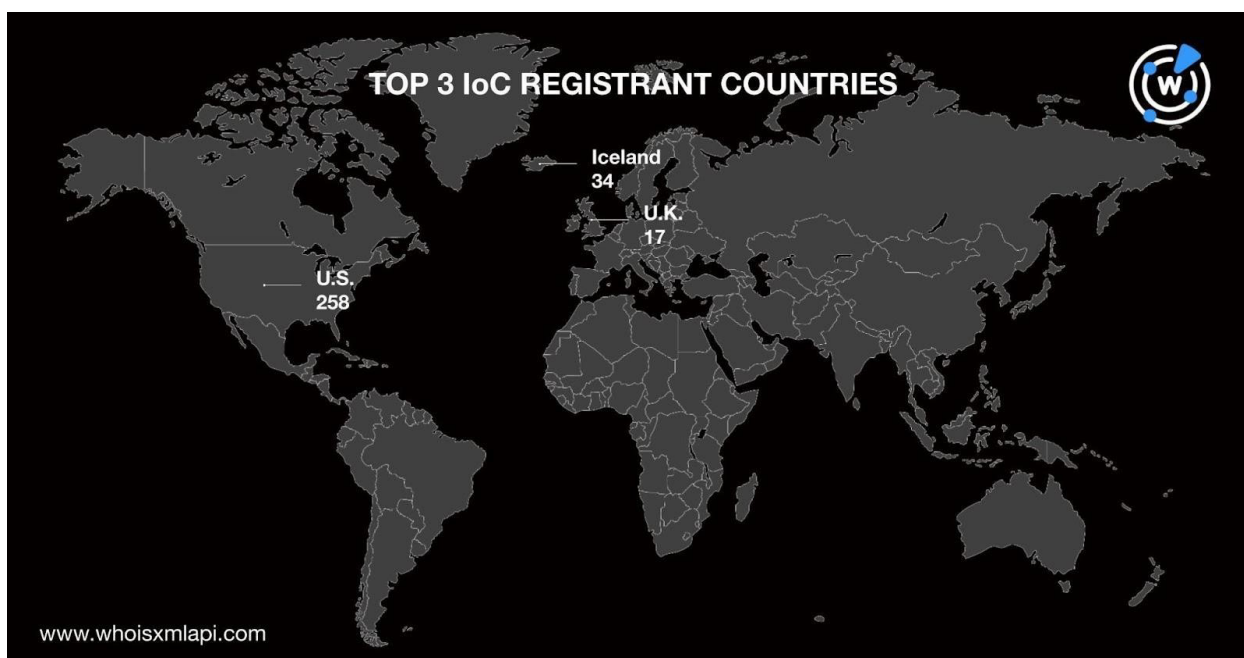 TOP 3 IoC REGISTRANT COUNTRIES
W
Iceland
34
U.K.
17
U.S.
258
www.whoisxmlapi.com